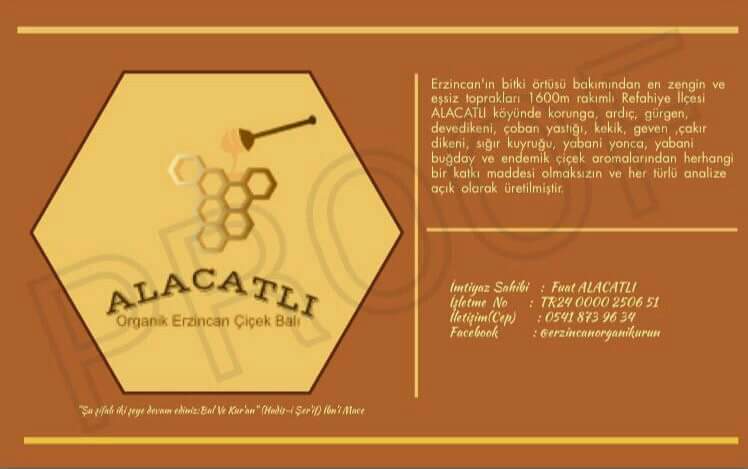 ALACATLI
Organik Erzincan Çiçek Balı
"Şu şifalı iki şeye devam ediniz:Bal Ve Kur'an" (Hadiş-i Şer'if) İbn'i Mace
Erzincan'ın bitki örtüsü bakımından en zengin ve
eşsiz toprakları 1600m rakımlı Refahiye İlçesi
ALACATLI köyünde korunga, ardıç, gürgen,
devedikeni, çoban yastığı, kekik, geven ,çakır
dikeni, sığır kuyruğu, yabani yonca, yabani
buğday ve endemik çiçek aromalarından herhangi
bir katkı maddesi olmaksızın ve her türlü analize
açık olarak üretilmiştir.
İmtiyaz Sahibi : Fuat ALACATLI
İşletme No : TR24 0000 2506 51
İletişim(Cep) : 0541 873 96 34
Facebook : @erzincanorganikurun
PROOF